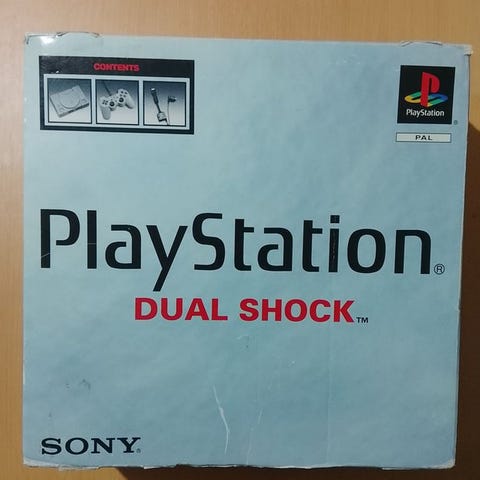 CONTENTS
PlayStation
®
PAL
PlayStation®
DUAL SHOCK™
SONY®